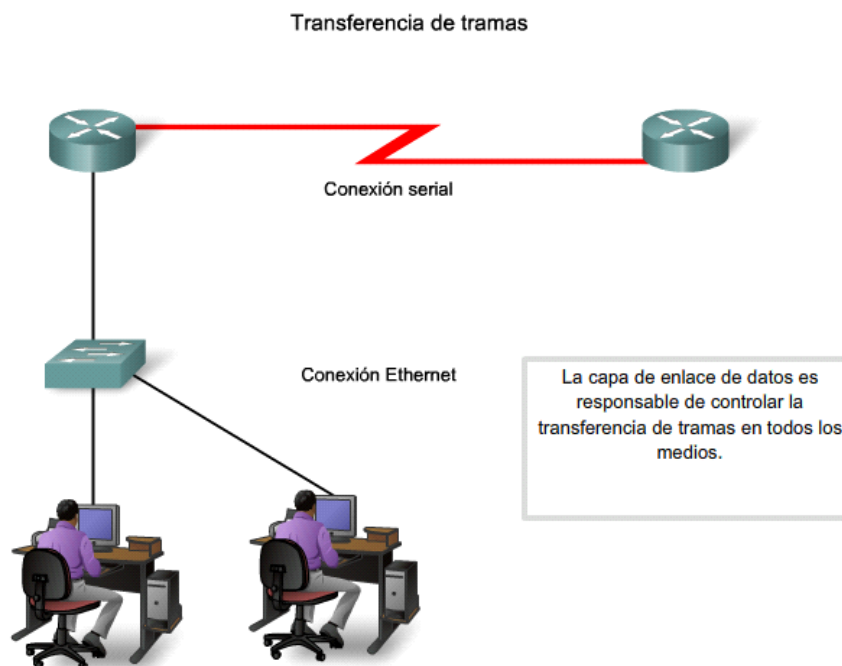 Transferencia de tramas
Conexión serial
Conexión Ethernet
La capa de enlace de datos es
responsable de controlar la
transferencia de tramas en todos los
medios.